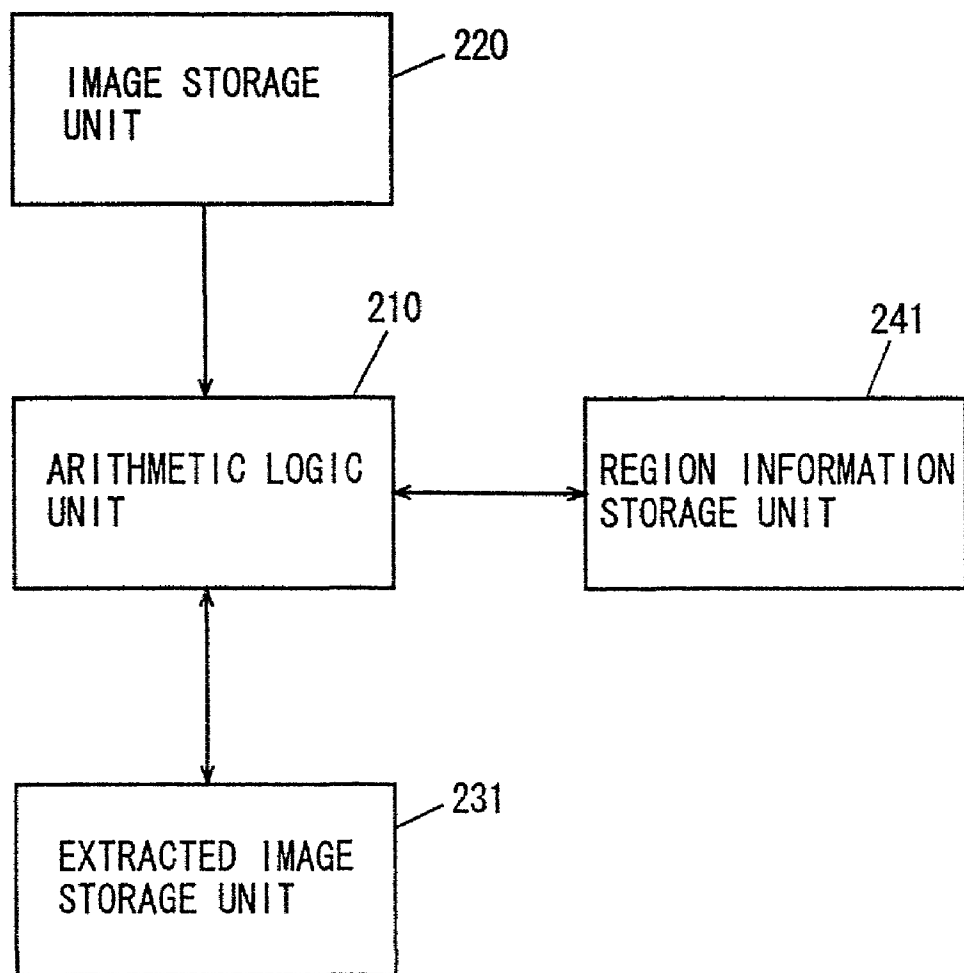 220
IMAGE STORAGE
UNIT
210
241
ARITHMETIC LOGIC
UNIT
REGION INFORMATION
STORAGE UNIT
231
EXTRACTED IMAGE
STORAGE UNIT